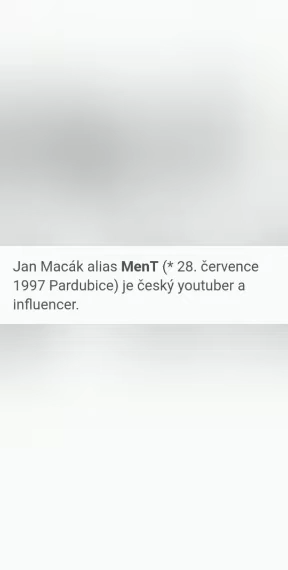 Jan Macák alias MenT (* 28. července
1997 Pardubice) je český youtuber a
influencer.